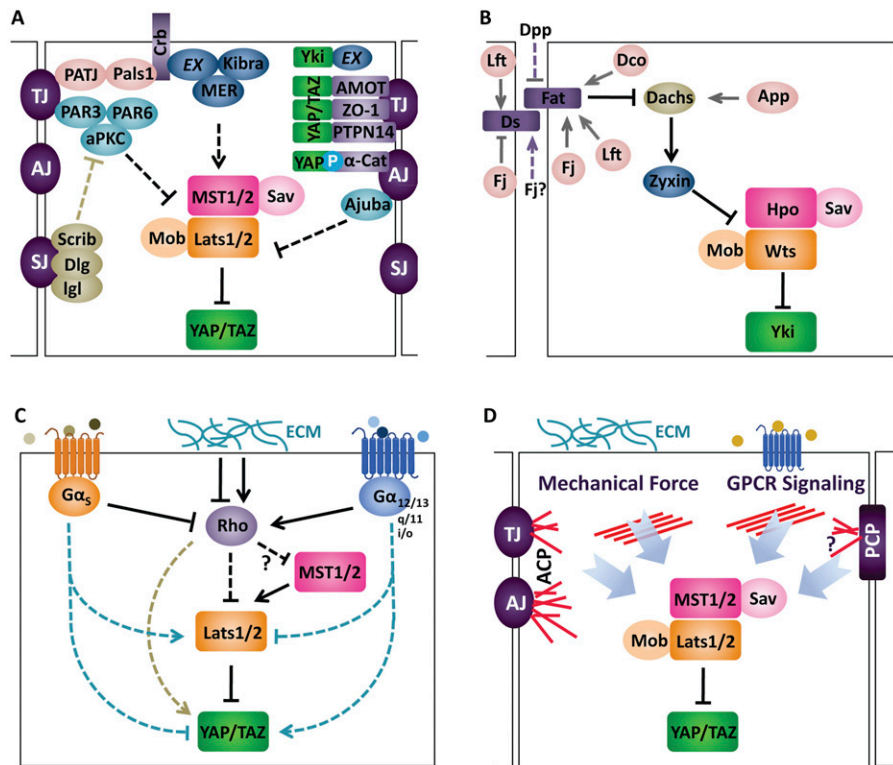 A
Crb
PATJ
Pals1
EX
Kibra
MER
Yki
EX
TJ
PAR3
PAR6
aPKC
YAP/TAZ
AMOT
ZO-1
PTPN14
TJ
YAP
P
α-Cat
AJ
AJ
MST1/2
Sav
Ajuba
Mob
Lats1/2
Scrib
Dlg
lgl
SJ
SJ
YAP/TAZ
B
Dpp
Lft
Dco
Fat
Dachs
App
Ds
Fj
Fj?
Fj
Lft
Zyxin
Hpo
Sav
Mob
Wts
Yki
C
ECM
Gαs
Gα12/13
q/11
i/o
Rho
?
MST1/2
Lats1/2
YAP/TAZ
D
ECM
Mechanical Force
GPCR Signaling
TJ
ACP
AJ
?
PCP
MST1/2
Sav
Mob
Lats1/2
YAP/TAZ